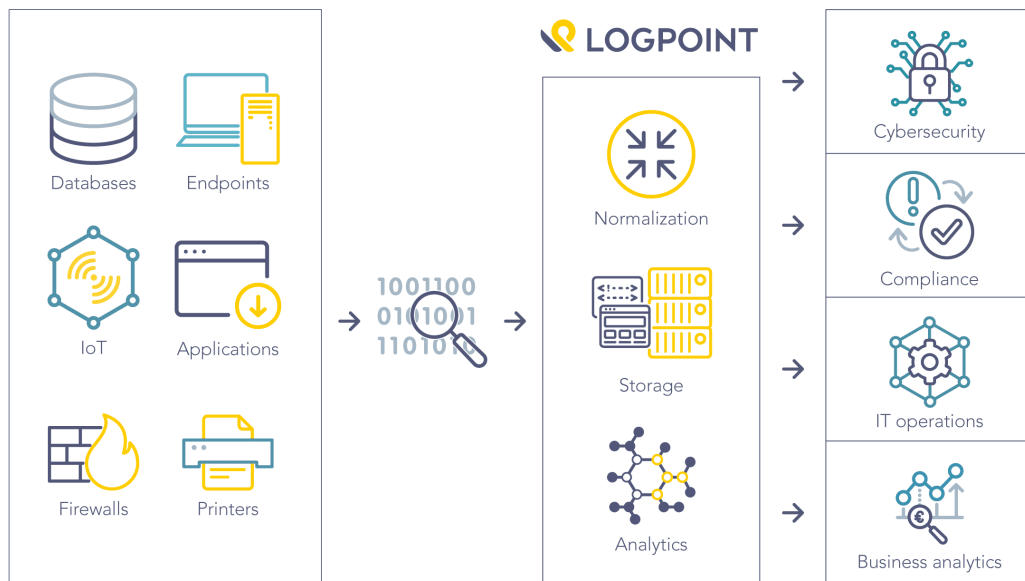 LOGPOINT
Databases
Endpoints
IoT
Applications
Firewalls
Printers
1001100
0101001
1101010
Normalization
<!--->
Storage
Analytics
Cybersecurity
Compliance
IT operations
€
Business analytics